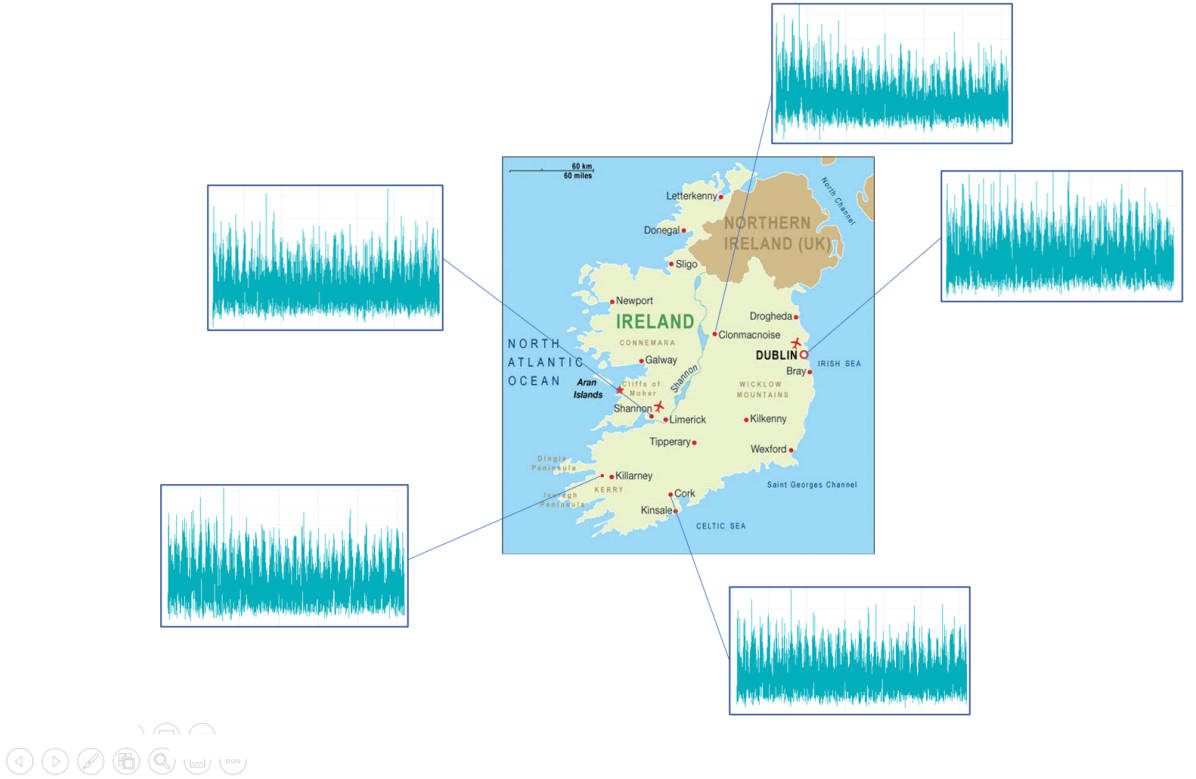 60 km
60 miles
Letterkenny
North Channel
NORTHERN
IRELAND (UK)
Donegal
Sligo
Newport
IRELAND
CONNEMARA
Drogheda
Clonmacnoise
DUBLIN
IRISH SEA
Bray
NORTH
ATLANTIC
OCEAN
Galway
Aran
Islands
Cliffs of
Moher
Shannon
WICKLOW
MOUNTAINS
Shannon
Limerick
Kilkenny
Tipperary
Wexford
Dingle
Peninsula
Killarney
KERRY
Iveragh
Peninsula
Saint Georges Channel
Cork
Kinsale
CELTIC SEA